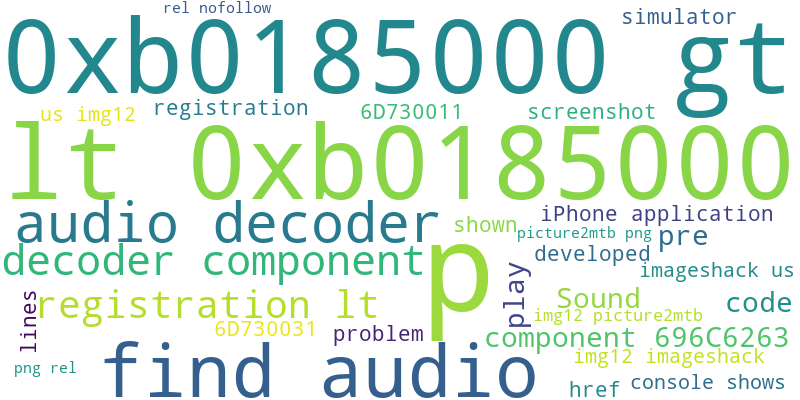 rel nofollow
0xb0185000 gt
simulator
us img12
registration
6D730011
screenshot
lt 0xb0185000
audio decoder
shown
iPhone application
picture2mtb png
pre
decoder component
p
developed
play
imageshack us
lines
registration lt
Sound
code
img12 picture2mtb
6D730031
problem
component 696C6263
find audio
img12 imageshack
png rel
href
console shows